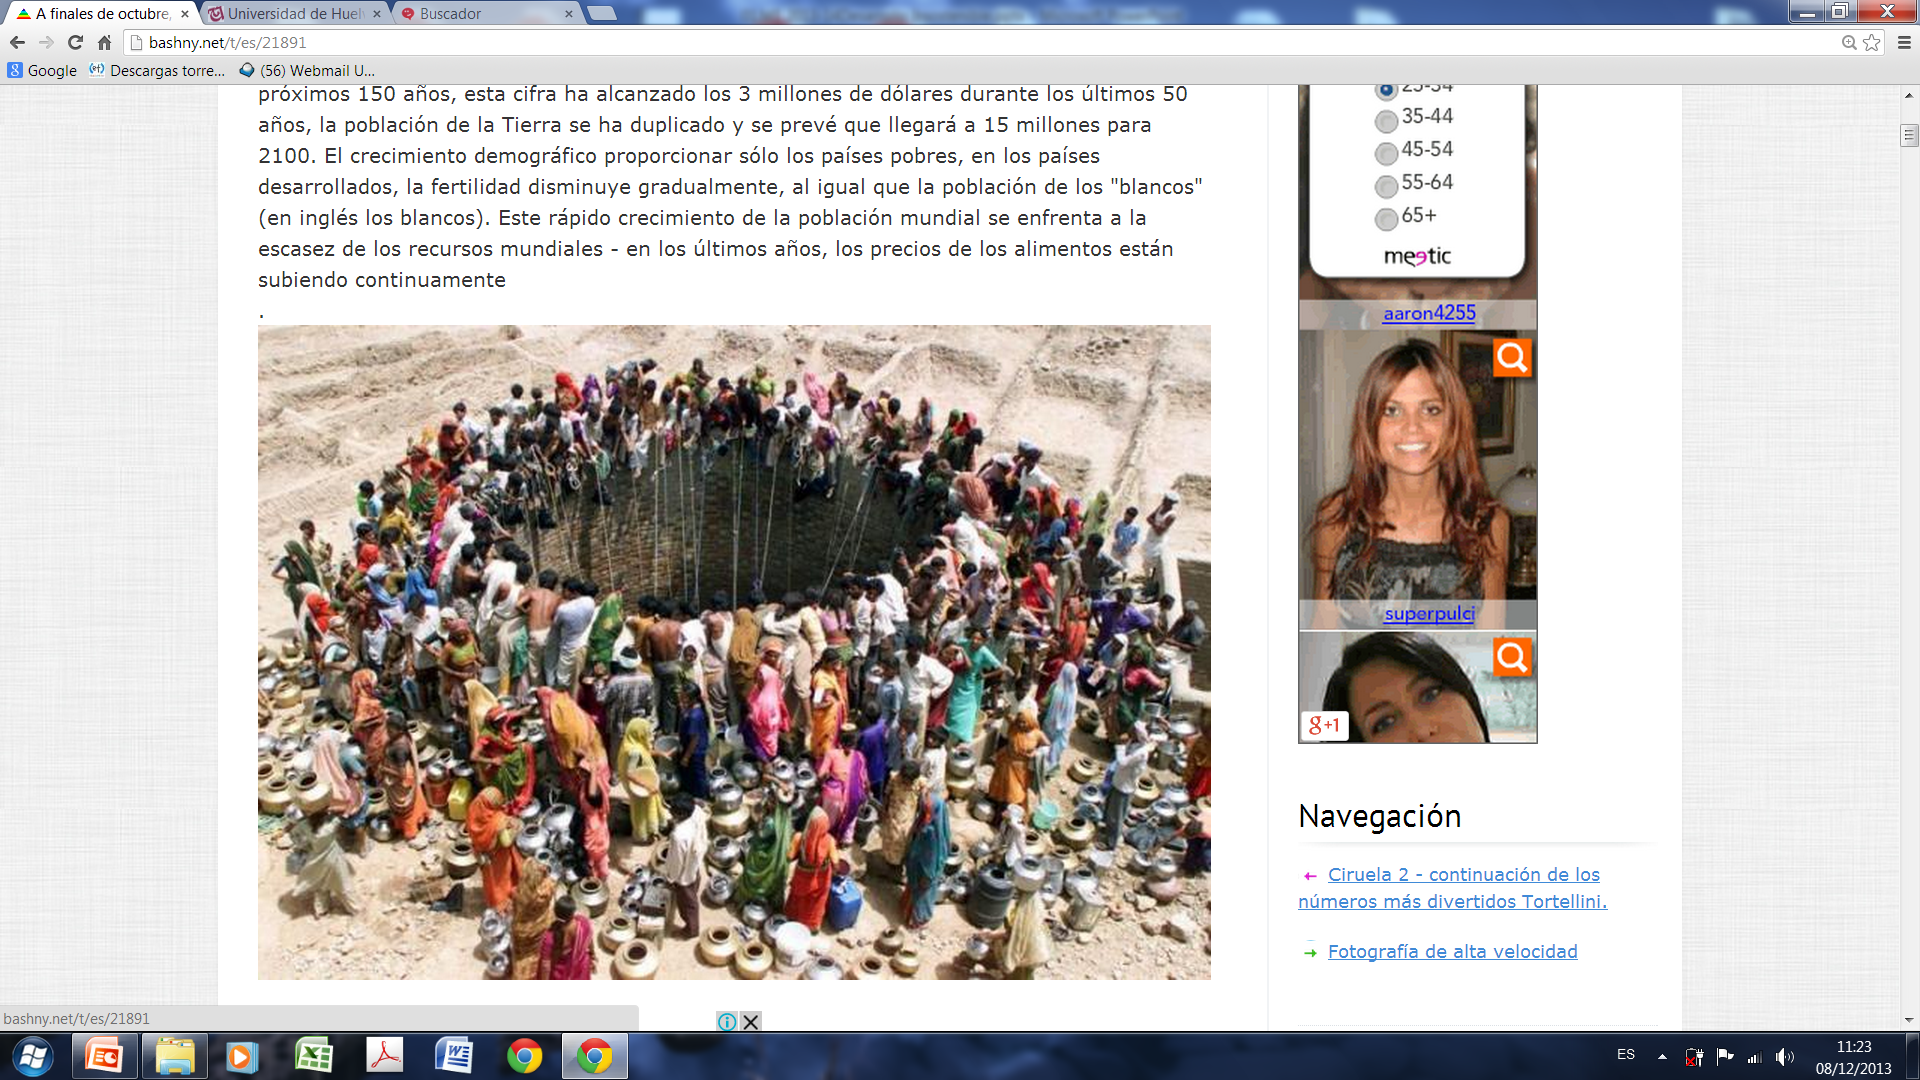 A finales de octubre,
Universidad de Huel
Buscador
bashny.net/t/es/21891
Google
Descargas torre...
(56) Webmail U...
próximos 150 años, esta cifra ha alcanzado los 3 millones de dólares durante los últimos 50
años, la población de la Tierra se ha duplicado y se prevé que llegará a 15 millones para
2100. El crecimiento demográfico proporcionar sólo los países pobres, en los países
desarrollados, la fertilidad disminuye gradualmente, al igual que la población de los "blancos"
(en inglés los blancos). Este rápido crecimiento de la población mundial se enfrenta a la
escasez de los recursos mundiales - en los últimos años, los precios de los alimentos están
subiendo continuamente
.
25-34
35-44
45-54
55-64
65+
meetic
aaron4255
superpulci
g+1
Navegación
Ciruela 2 - continuación de los
números más divertidos Tortellini.
Fotografía de alta velocidad
bashny.net/t/es/21891
ES
11:23
08/12/2013